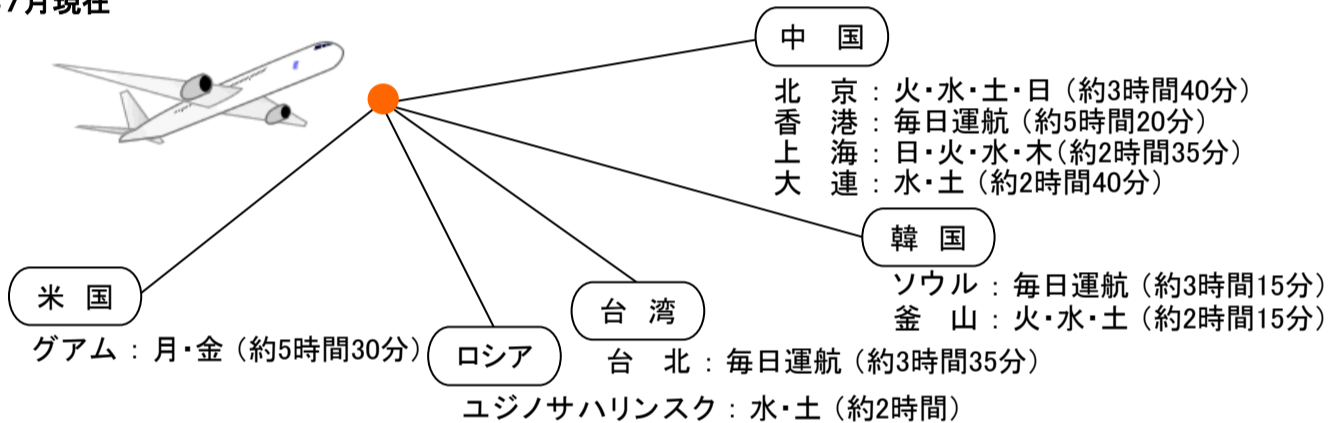 7月現在
中　国
北　京：火・水・土・日（約3時間40分）
香　港：毎日運航（約5時間20分）
上　海：日・火・水・木（約2時間35分）
大　連：水・土（約2時間40分）
韓　国
ソウル：毎日運航（約3時間15分）
釜　山：火・水・土（約2時間15分）
台　湾
台　北：毎日運航（約3時間35分）
ロシア
ユジノサハリンスク：水・土（約2時間）
米　国
グアム：月・金（約5時間30分）